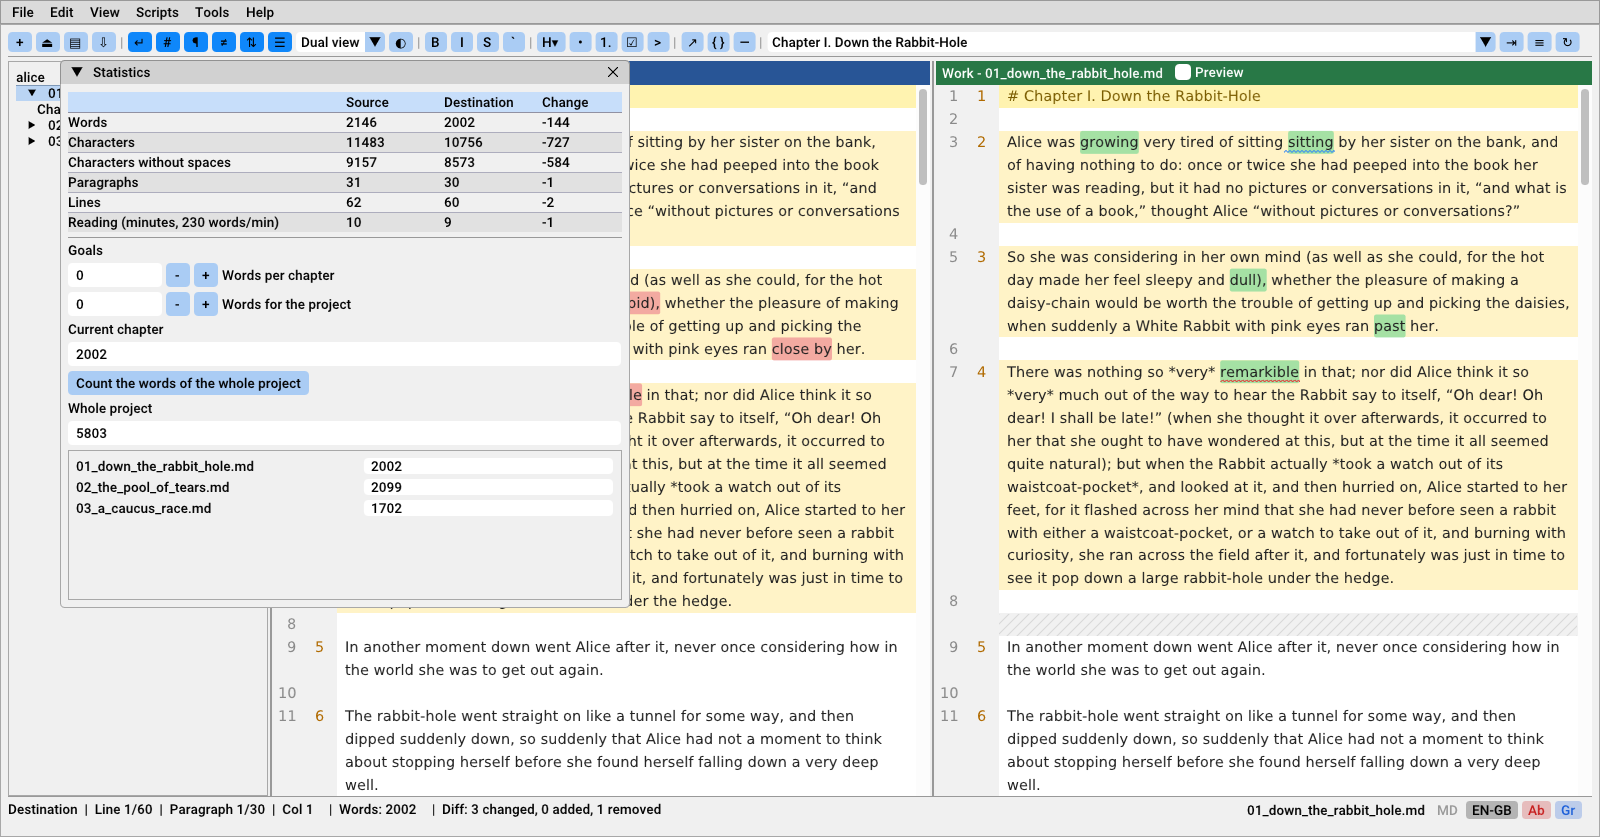 File Edit View Scripts Tools Help
Dual view B I S ` H▾ • 1. > { } Chapter I. Down the Rabbit-Hole
alice
01
Cha
02
03
Statistics
Source Destination Change
Words 2146 2002 -144
Characters 11483 10756 -727
Characters without spaces 9157 8573 -584
Paragraphs 31 30 -1
Lines 62 60 -2
Reading (minutes, 230 words/min) 10 9 -1
Goals
0 - + Words per chapter
0 - + Words for the project
Current chapter
2002
Count the words of the whole project
Whole project
5803
01_down_the_rabbit_hole.md 2002
02_the_pool_of_tears.md 2099
03_a_caucus_race.md 1702
f sitting by her sister on the bank,
vice she had peeped into the book
ctures or conversations in it, “and
e “without pictures or conversations
d (as well as she could, for the hot
oid), whether the pleasure of making
le of getting up and picking the
with pink eyes ran close by her.
le in that; nor did Alice think it so
e Rabbit say to itself, “Oh dear! Oh
ht it over afterwards, it occurred to
at this, but at the time it all seemed
ually *took a watch out of its
d then hurried on, Alice started to her
t she had never before seen a rabbit
tch to take out of it, and burning with
it, and fortunately was just in time to
der the hedge.
8
9 5 In another moment down went Alice after it, never once considering how in
the world she was to get out again.
10
11 6 The rabbit-hole went straight on like a tunnel for some way, and then
dipped suddenly down, so suddenly that Alice had not a moment to think
about stopping herself before she found herself falling down a very deep
well.
Work - 01_down_the_rabbit_hole.md Preview
1 1 # Chapter I. Down the Rabbit-Hole
2
3 2 Alice was growing very tired of sitting sitting by her sister on the bank, and
of having nothing to do: once or twice she had peeped into the book her
sister was reading, but it had no pictures or conversations in it, “and what is
the use of a book,” thought Alice “without pictures or conversations?”
4
5 3 So she was considering in her own mind (as well as she could, for the hot
day made her feel sleepy and dull), whether the pleasure of making a
daisy-chain would be worth the trouble of getting up and picking the daisies,
when suddenly a White Rabbit with pink eyes ran past her.
6
7 4 There was nothing so *very* remarkible in that; nor did Alice think it so
*very* much out of the way to hear the Rabbit say to itself, “Oh dear! Oh
dear! I shall be late!” (when she thought it over afterwards, it occurred to
her that she ought to have wondered at this, but at the time it all seemed
quite natural); but when the Rabbit actually *took a watch out of its
waistcoat-pocket*, and looked at it, and then hurried on, Alice started to her
feet, for it flashed across her mind that she had never before seen a rabbit
with either a waistcoat-pocket, or a watch to take out of it, and burning with
curiosity, she ran across the field after it, and fortunately was just in time to
see it pop down a large rabbit-hole under the hedge.
8
9 5 In another moment down went Alice after it, never once considering how in
the world she was to get out again.
10
11 6 The rabbit-hole went straight on like a tunnel for some way, and then
dipped suddenly down, so suddenly that Alice had not a moment to think
about stopping herself before she found herself falling down a very deep
well.
Destination | Line 1/60 | Paragraph 1/30 | Col 1 | Words: 2002 | Diff: 3 changed, 0 added, 1 removed 01_down_the_rabbit_hole.md MD EN-GB Ab Gr